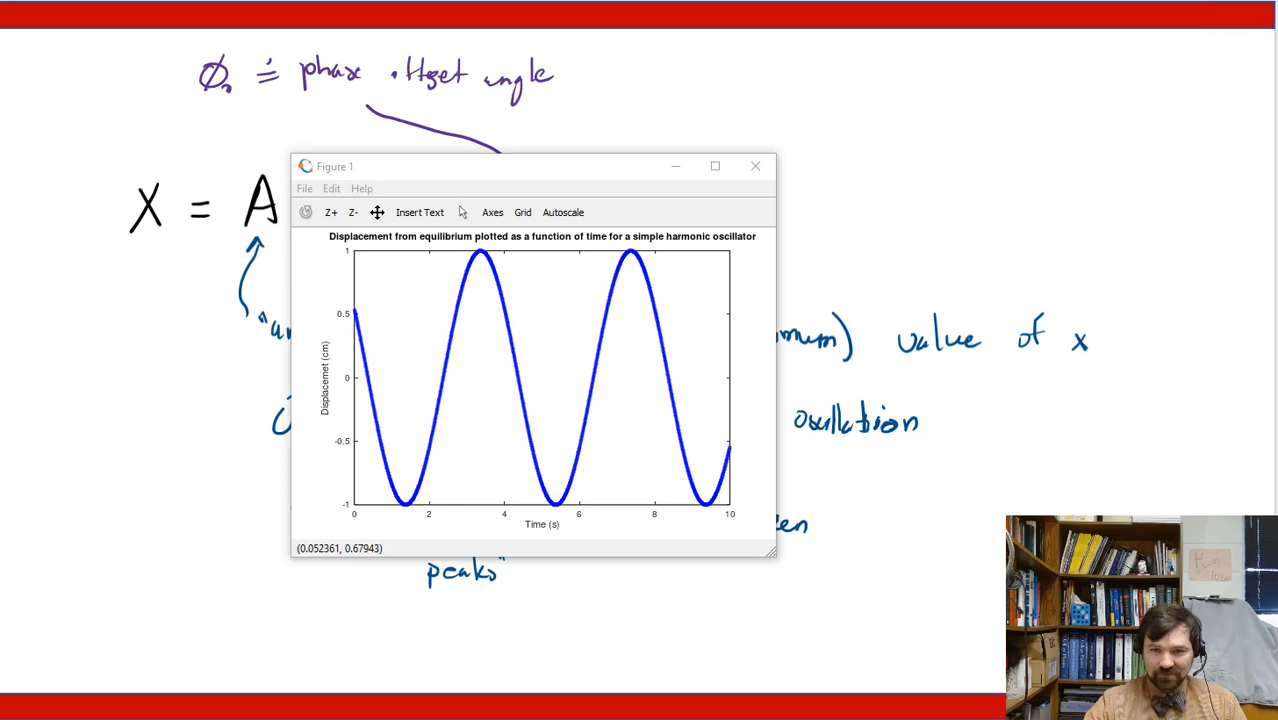 ϕ₀ ≐ phase offset angle
X = A
Figure 1
File Edit Help
Z+ Z- Insert Text Axes Grid Autoscale
Displacement from equilibrium plotted as a function of time for a simple harmonic oscillator
1
0.5
0
-0.5
-1
Displacemet (cm)
0 2 4 6 8 10
Time (s)
(0.052361, 0.67943)
value of x
oscillation
peaks"